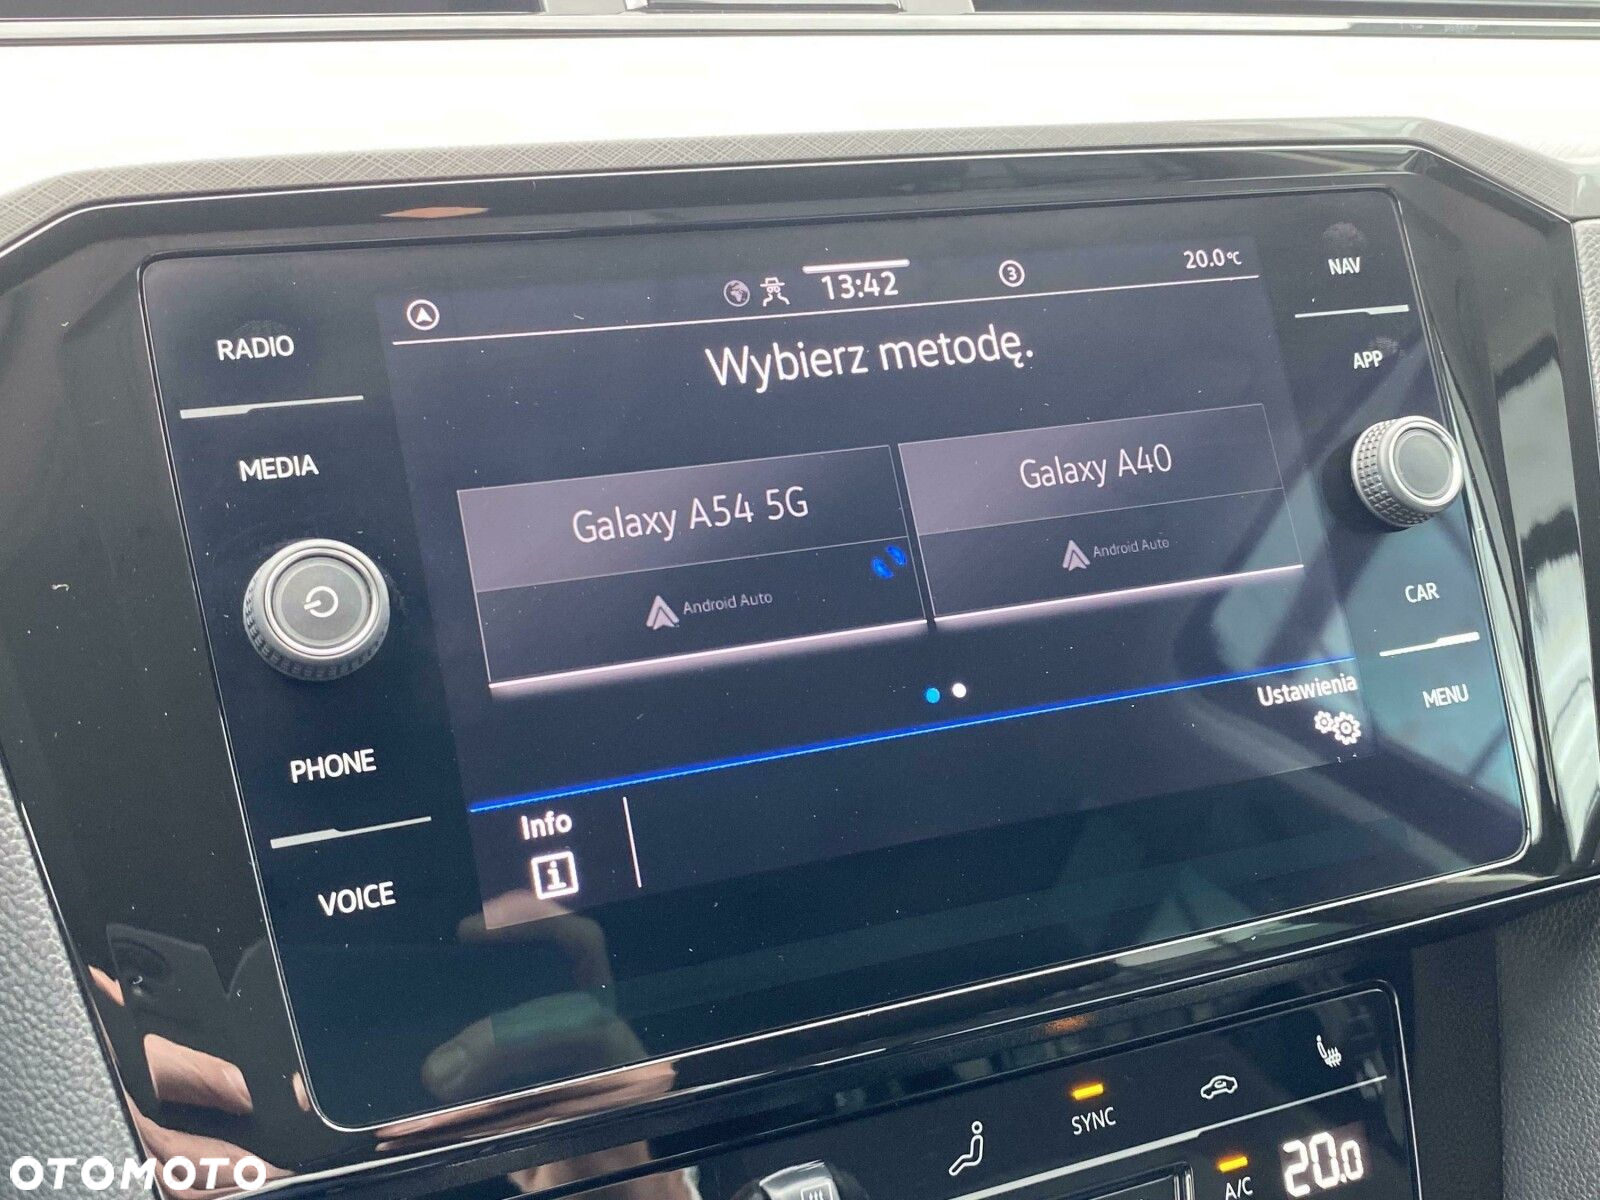 13:42
3
20.0°C
NAV
RADIO
Wybierz metodę.
APP
MEDIA
Galaxy A54 5G
Galaxy A40
Android Auto
Android Auto
CAR
Ustawienia
MENU
PHONE
Info
VOICE
SYNC
A/C
20.0
OTOMOTO